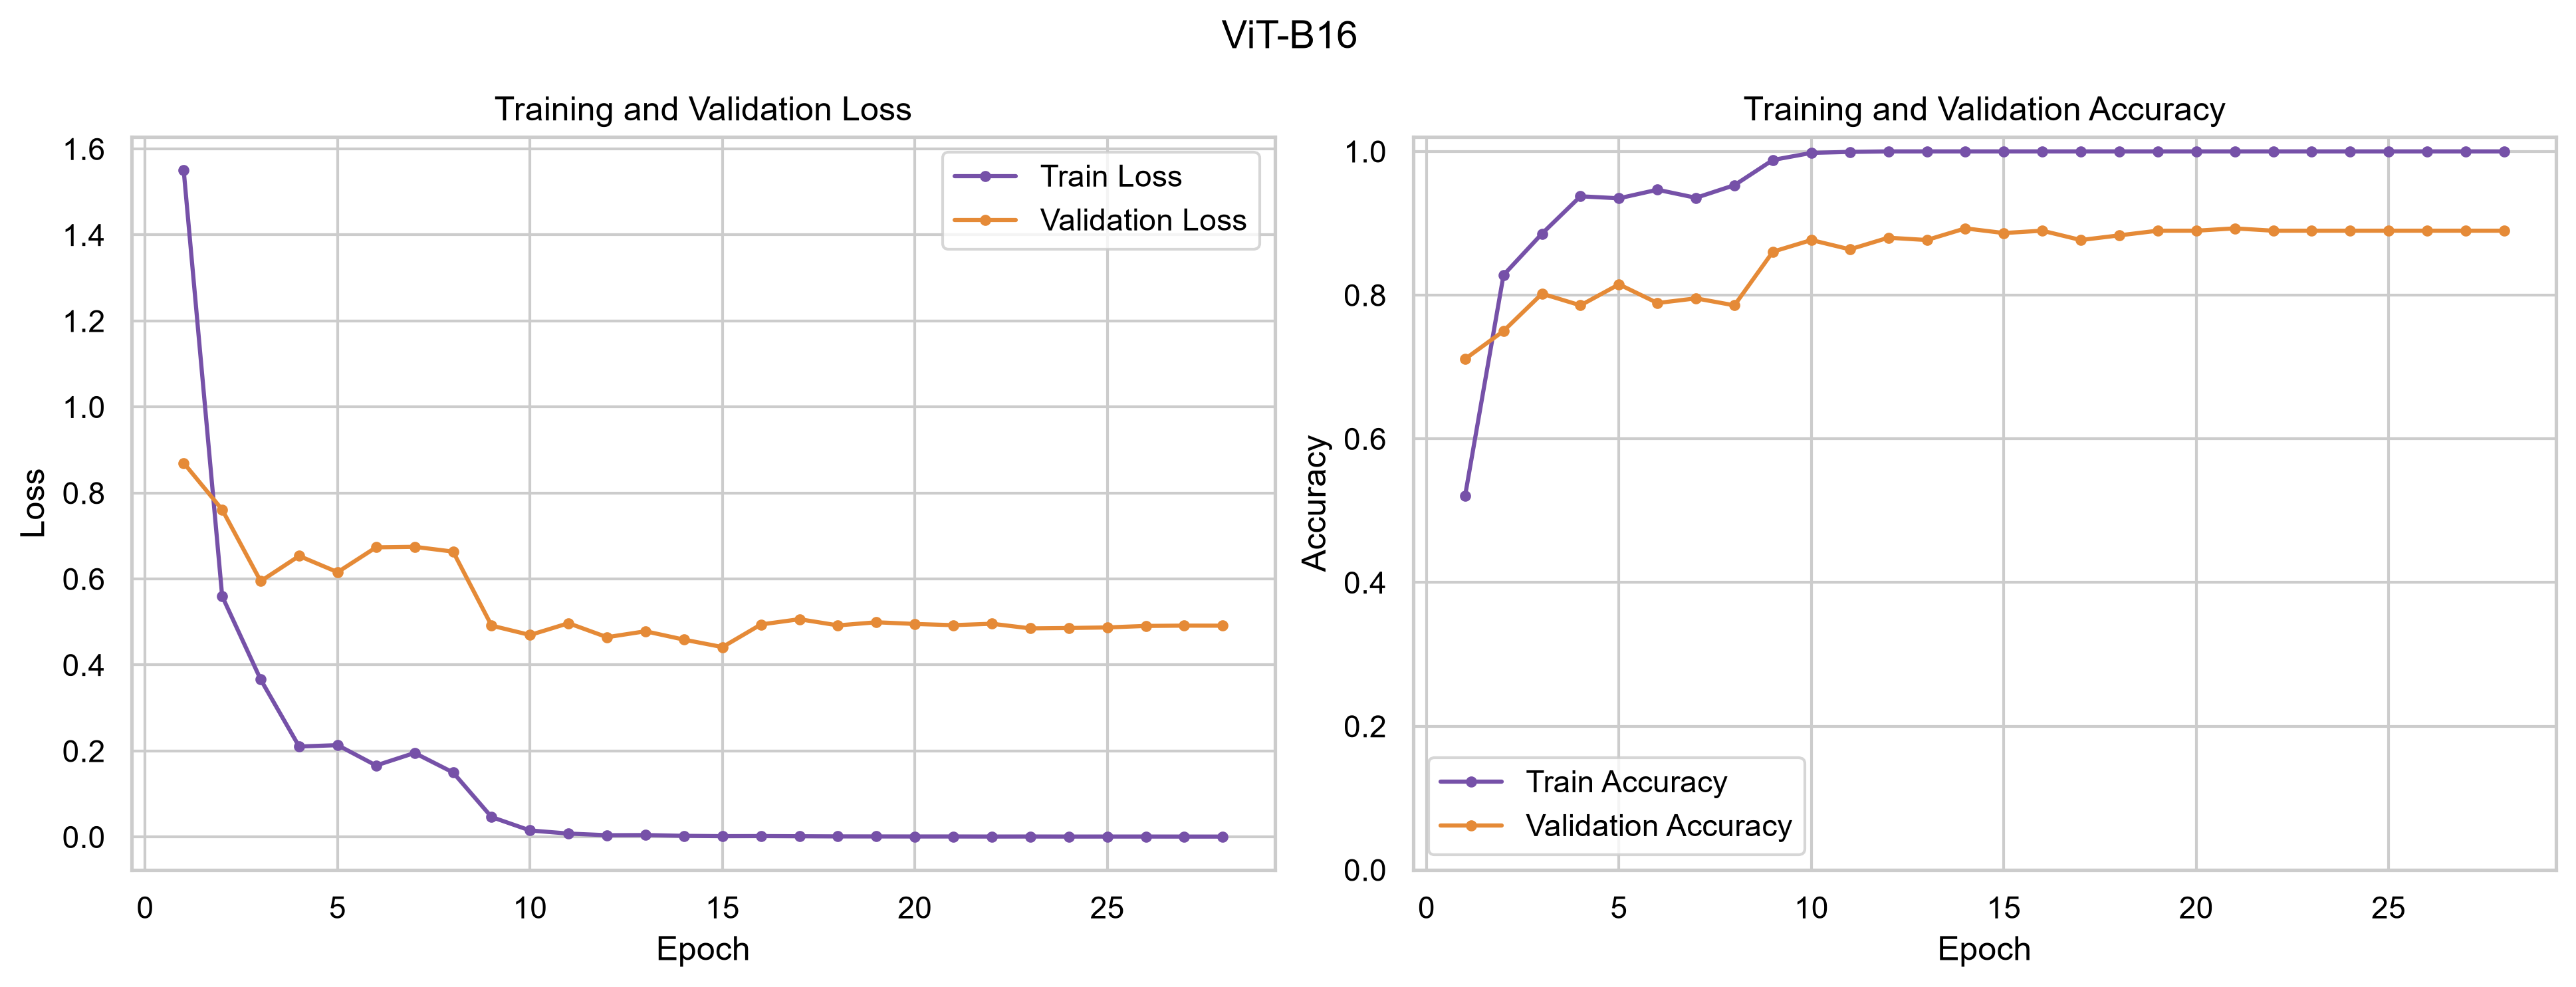 ViT-B16
Training and Validation Loss
1.6
1.4
1.2
1.0
0.8
0.6
0.4
0.2
0.0
Loss
Train Loss
Validation Loss
0 5 10 15 20 25
Epoch
Training and Validation Accuracy
1.0
0.8
0.6
0.4
0.2
0.0
Accuracy
Train Accuracy
Validation Accuracy
0 5 10 15 20 25
Epoch